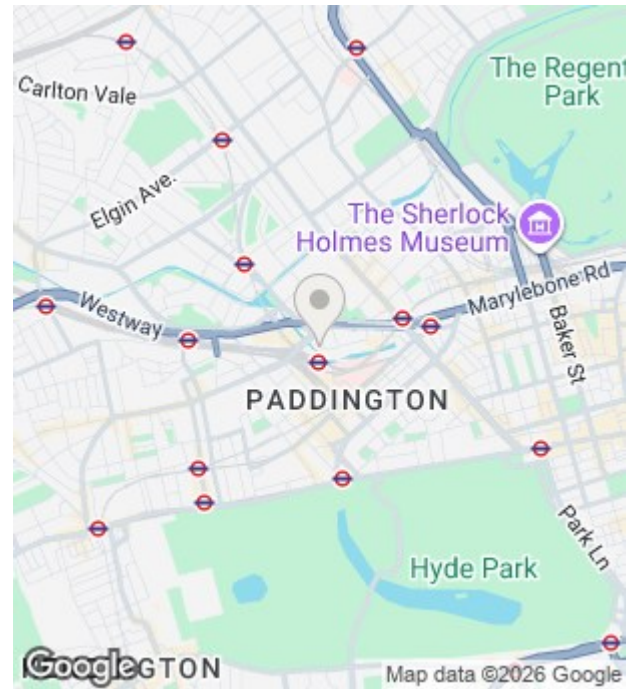 The Regent
Park
Carlton Vale
Elgin Ave.
The Sherlock
Holmes Museum
Westway
Marylebone Rd
Baker St
PADDINGTON
Park Ln
Hyde Park
Google
NGTON
Map data ©2026 Google